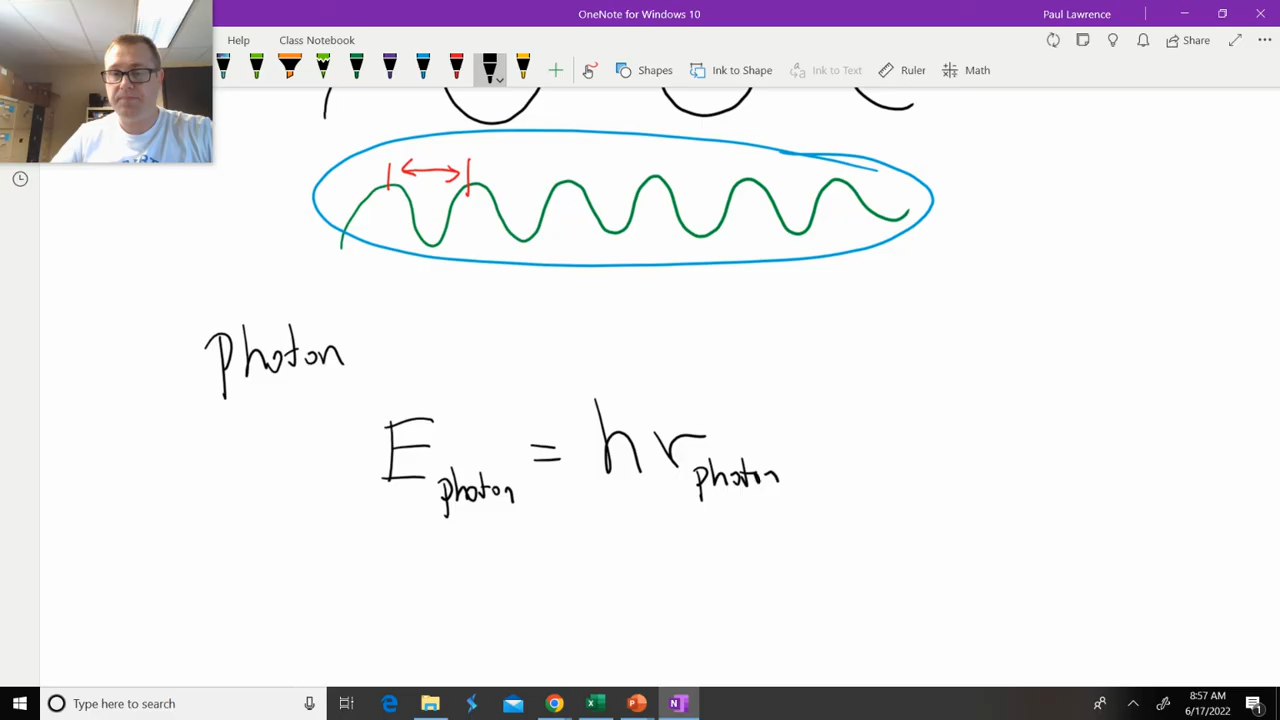 OneNote for Windows 10
Paul Lawrence
Help Class Notebook
Share
Shapes Ink to Shape Ink to Text Ruler Math
photon
E photon = h r photon
Type here to search
8:57 AM
6/17/2022
1